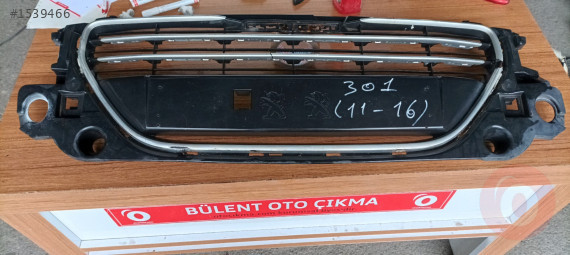 #1539466
301
(11-16)
BÜLENT OTO ÇIKMA